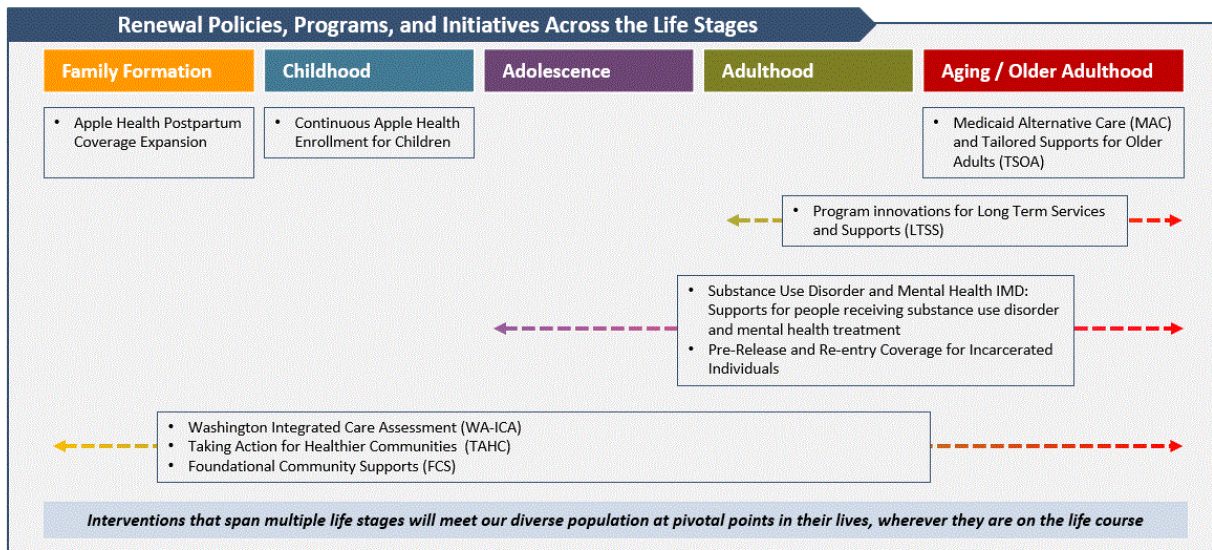 Renewal Policies, Programs, and Initiatives Across the Life Stages
Family Formation
Childhood
Adolescence
Adulthood
Aging / Older Adulthood
• Apple Health Postpartum
Coverage Expansion
• Continuous Apple Health
Enrollment for Children
• Medicaid Alternative Care (MAC)
and Tailored Supports for Older
Adults (TSOA)
• Program innovations for Long Term Services
and Supports (LTSS)
• Substance Use Disorder and Mental Health IMD:
Supports for people receiving substance use disorder
and mental health treatment
• Pre-Release and Re-entry Coverage for Incarcerated
Individuals
• Washington Integrated Care Assessment (WA-ICA)
• Taking Action for Healthier Communities (TAHC)
• Foundational Community Supports (FCS)
Interventions that span multiple life stages will meet our diverse population at pivotal points in their lives, wherever they are on the life course